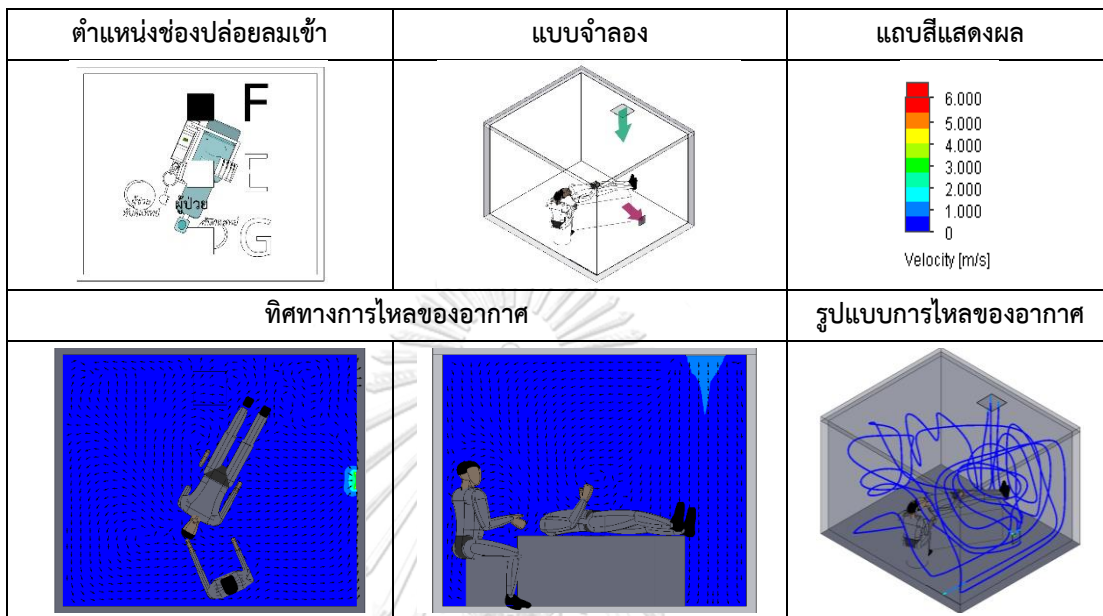 ตำแหน่งช่องปล่อยลมเข้า
แบบจำลอง
แถบสีแสดงผล
F
E
ผู้ช่วย
ผู้ป่วย
G
6.000
5.000
4.000
3.000
2.000
1.000
0
Velocity [m/s]
ทิศทางการไหลของอากาศ
รูปแบบการไหลของอากาศ